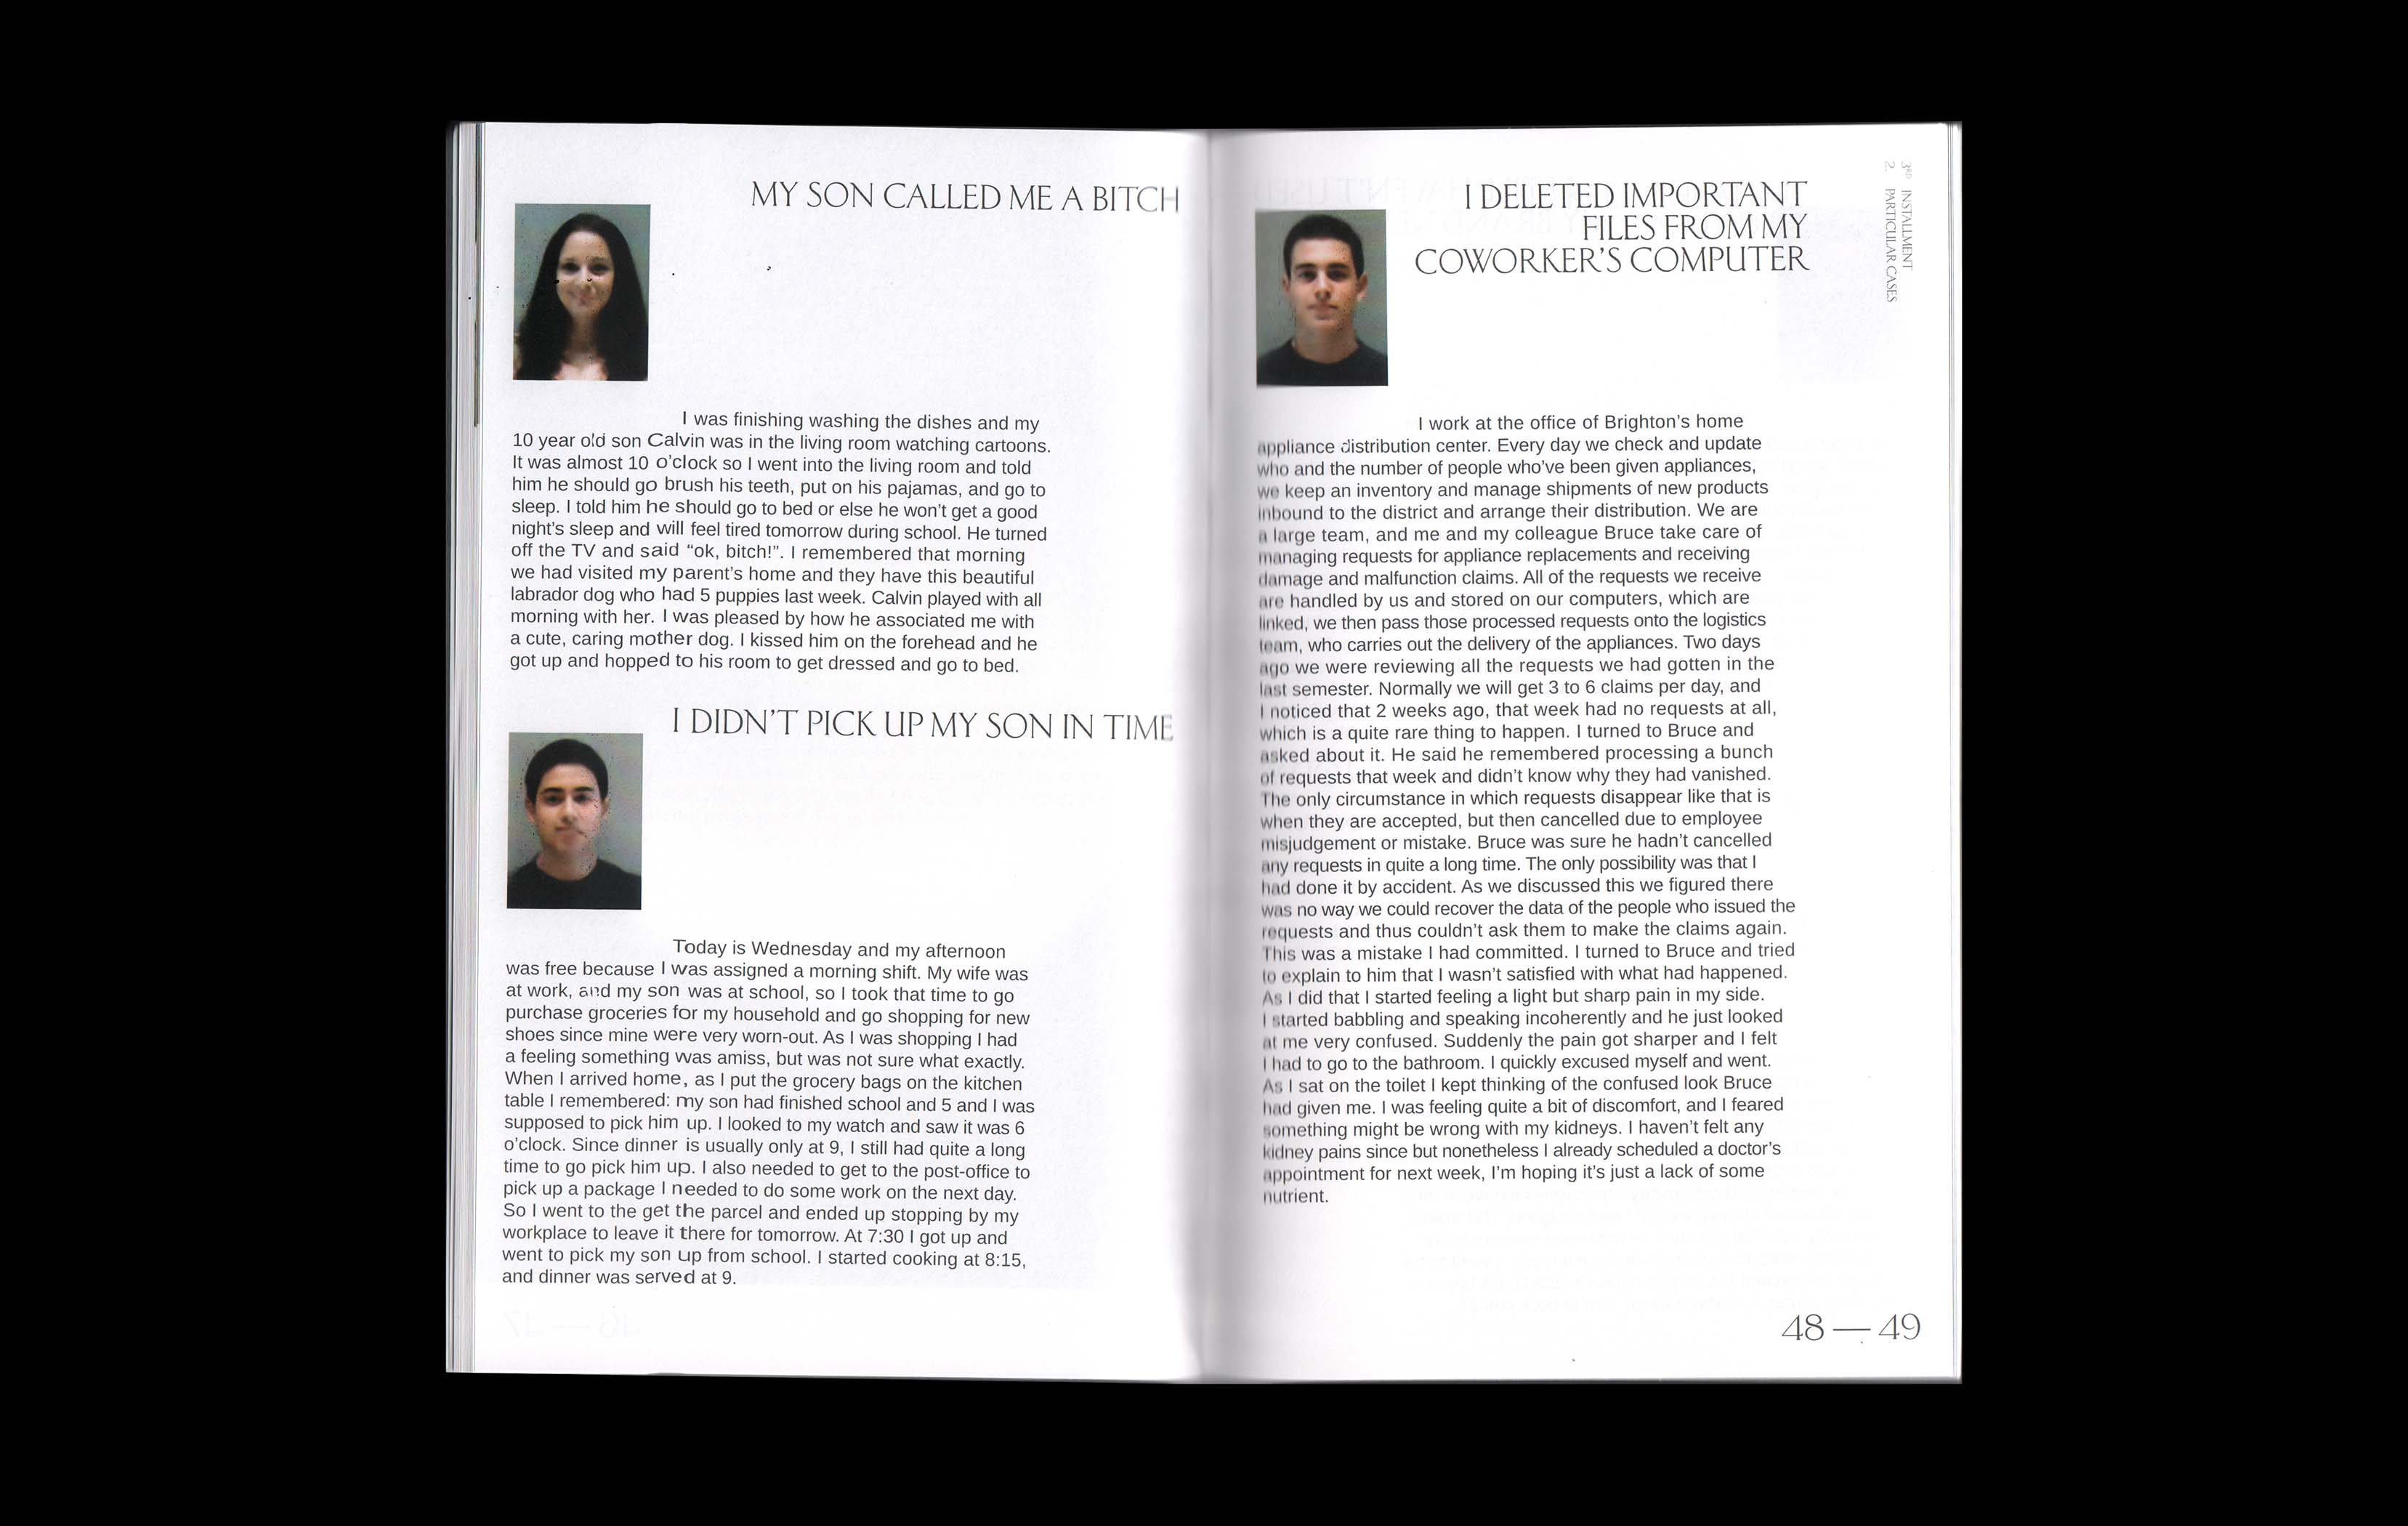 MY SON CALLED ME A BITCH
I was finishing washing the dishes and my
10 year old son Calvin was in the living room watching cartoons.
It was almost 10 o’clock so I went into the living room and told
him he should go brush his teeth, put on his pajamas, and go to
sleep. I told him he should go to bed or else he won’t get a good
night’s sleep and will feel tired tomorrow during school. He turned
off the TV and said “ok, bitch!”. I remembered that morning
we had visited my parent’s home and they have this beautiful
labrador dog who had 5 puppies last week. Calvin played with all
morning with her. I was pleased by how he associated me with
a cute, caring mother dog. I kissed him on the forehead and he
got up and hopped to his room to get dressed and go to bed.
I DIDN’T PICK UP MY SON IN TIME
Today is Wednesday and my afternoon
was free because I was assigned a morning shift. My wife was
at work, and my son was at school, so I took that time to go
purchase groceries for my household and go shopping for new
shoes since mine were very worn-out. As I was shopping I had
a feeling something was amiss, but was not sure what exactly.
When I arrived home, as I put the grocery bags on the kitchen
table I remembered: my son had finished school and 5 and I was
supposed to pick him up. I looked to my watch and saw it was 6
o’clock. Since dinner is usually only at 9, I still had quite a long
time to go pick him up. I also needed to get to the post-office to
pick up a package I needed to do some work on the next day.
So I went to the get the parcel and ended up stopping by my
workplace to leave it there for tomorrow. At 7:30 I got up and
went to pick my son up from school. I started cooking at 8:15,
and dinner was served at 9.
I DELETED IMPORTANT
FILES FROM MY
COWORKER’S COMPUTER
3RD INSTALLMENT
2. PARTICULAR CASES
I work at the office of Brighton’s home
appliance distribution center. Every day we check and update
who and the number of people who’ve been given appliances,
we keep an inventory and manage shipments of new products
inbound to the district and arrange their distribution. We are
a large team, and me and my colleague Bruce take care of
managing requests for appliance replacements and receiving
damage and malfunction claims. All of the requests we receive
are handled by us and stored on our computers, which are
linked, we then pass those processed requests onto the logistics
team, who carries out the delivery of the appliances. Two days
ago we were reviewing all the requests we had gotten in the
last semester. Normally we will get 3 to 6 claims per day, and
I noticed that 2 weeks ago, that week had no requests at all,
which is a quite rare thing to happen. I turned to Bruce and
asked about it. He said he remembered processing a bunch
of requests that week and didn’t know why they had vanished.
The only circumstance in which requests disappear like that is
when they are accepted, but then cancelled due to employee
misjudgement or mistake. Bruce was sure he hadn’t cancelled
any requests in quite a long time. The only possibility was that I
had done it by accident. As we discussed this we figured there
was no way we could recover the data of the people who issued the
requests and thus couldn’t ask them to make the claims again.
This was a mistake I had committed. I turned to Bruce and tried
to explain to him that I wasn’t satisfied with what had happened.
As I did that I started feeling a light but sharp pain in my side.
I started babbling and speaking incoherently and he just looked
at me very confused. Suddenly the pain got sharper and I felt
I had to go to the bathroom. I quickly excused myself and went.
As I sat on the toilet I kept thinking of the confused look Bruce
had given me. I was feeling quite a bit of discomfort, and I feared
something might be wrong with my kidneys. I haven’t felt any
kidney pains since but nonetheless I already scheduled a doctor’s
appointment for next week, I’m hoping it’s just a lack of some
nutrient.
48 — 49